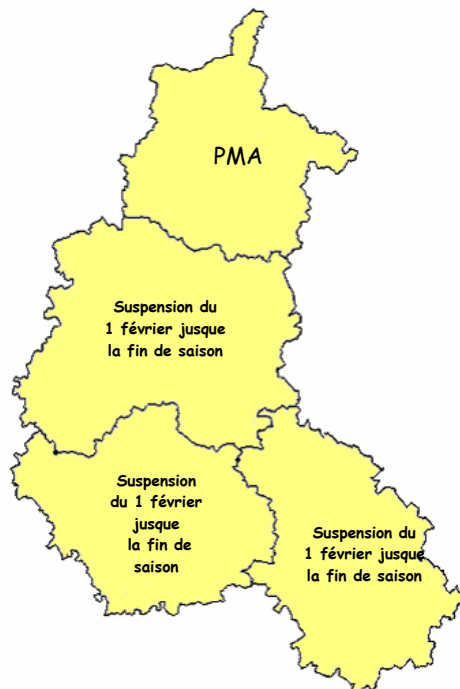 PMA
Suspension du
1 février jusque
la fin de saison
Suspension
du 1 février
jusque
la fin de
saison
Suspension du
1 février jusque
la fin de saison